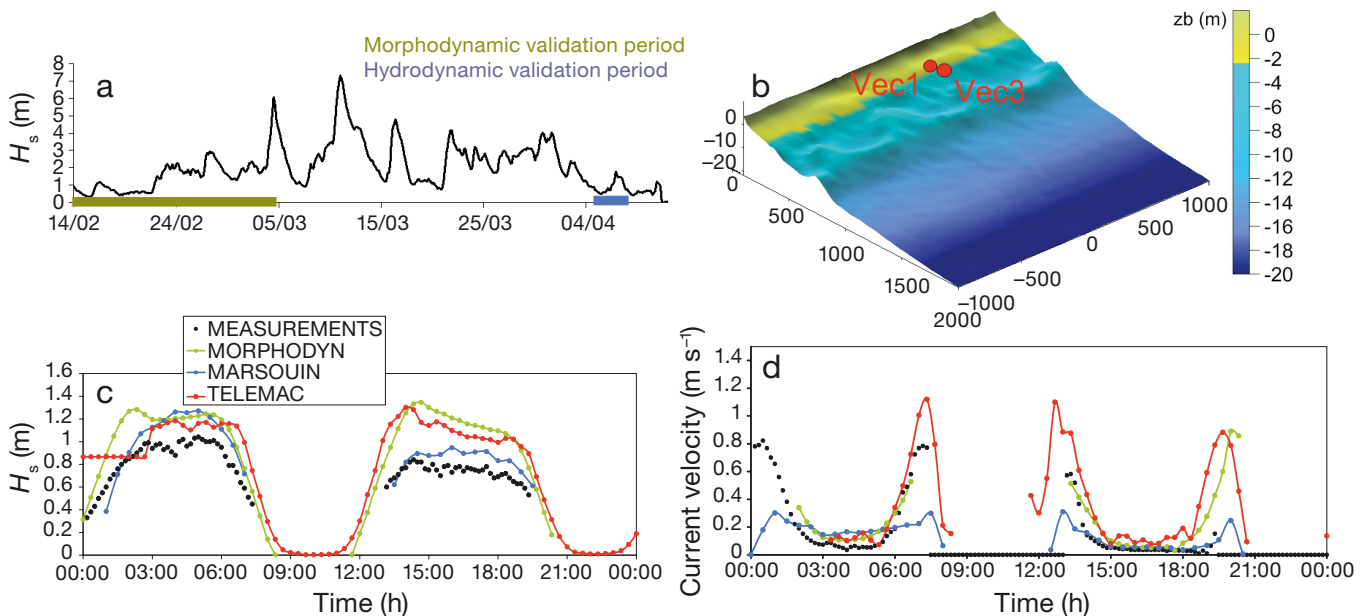 Morphodynamic validation period
Hydrodynamic validation period
a
Hs (m)
8
7
6
5
4
3
2
1
0
14/02 24/02 05/03 15/03 25/03 04/04
b
zb (m)
0
-2
-4
-6
-8
-10
-12
-14
-16
-18
-20
Vec1
Vec3
0
–10
–20
0
500
1000
1500
2000
–1000
–500
0
500
1000
MEASUREMENTS
MORPHODYN
MARSOUIN
TELEMAC
c
Hs (m)
1.6
1.4
1.2
1
0.8
0.6
0.4
0.2
0
00:00 03:00 06:00 09:00 12:00 15:00 18:00 21:00 00:00
Time (h)
d
Current velocity (m s–1)
1.4
1.2
1
0.8
0.6
0.4
0.2
0
00:00 03:00 06:00 09:00 12:00 15:00 18:00 21:00 00:00
Time (h)